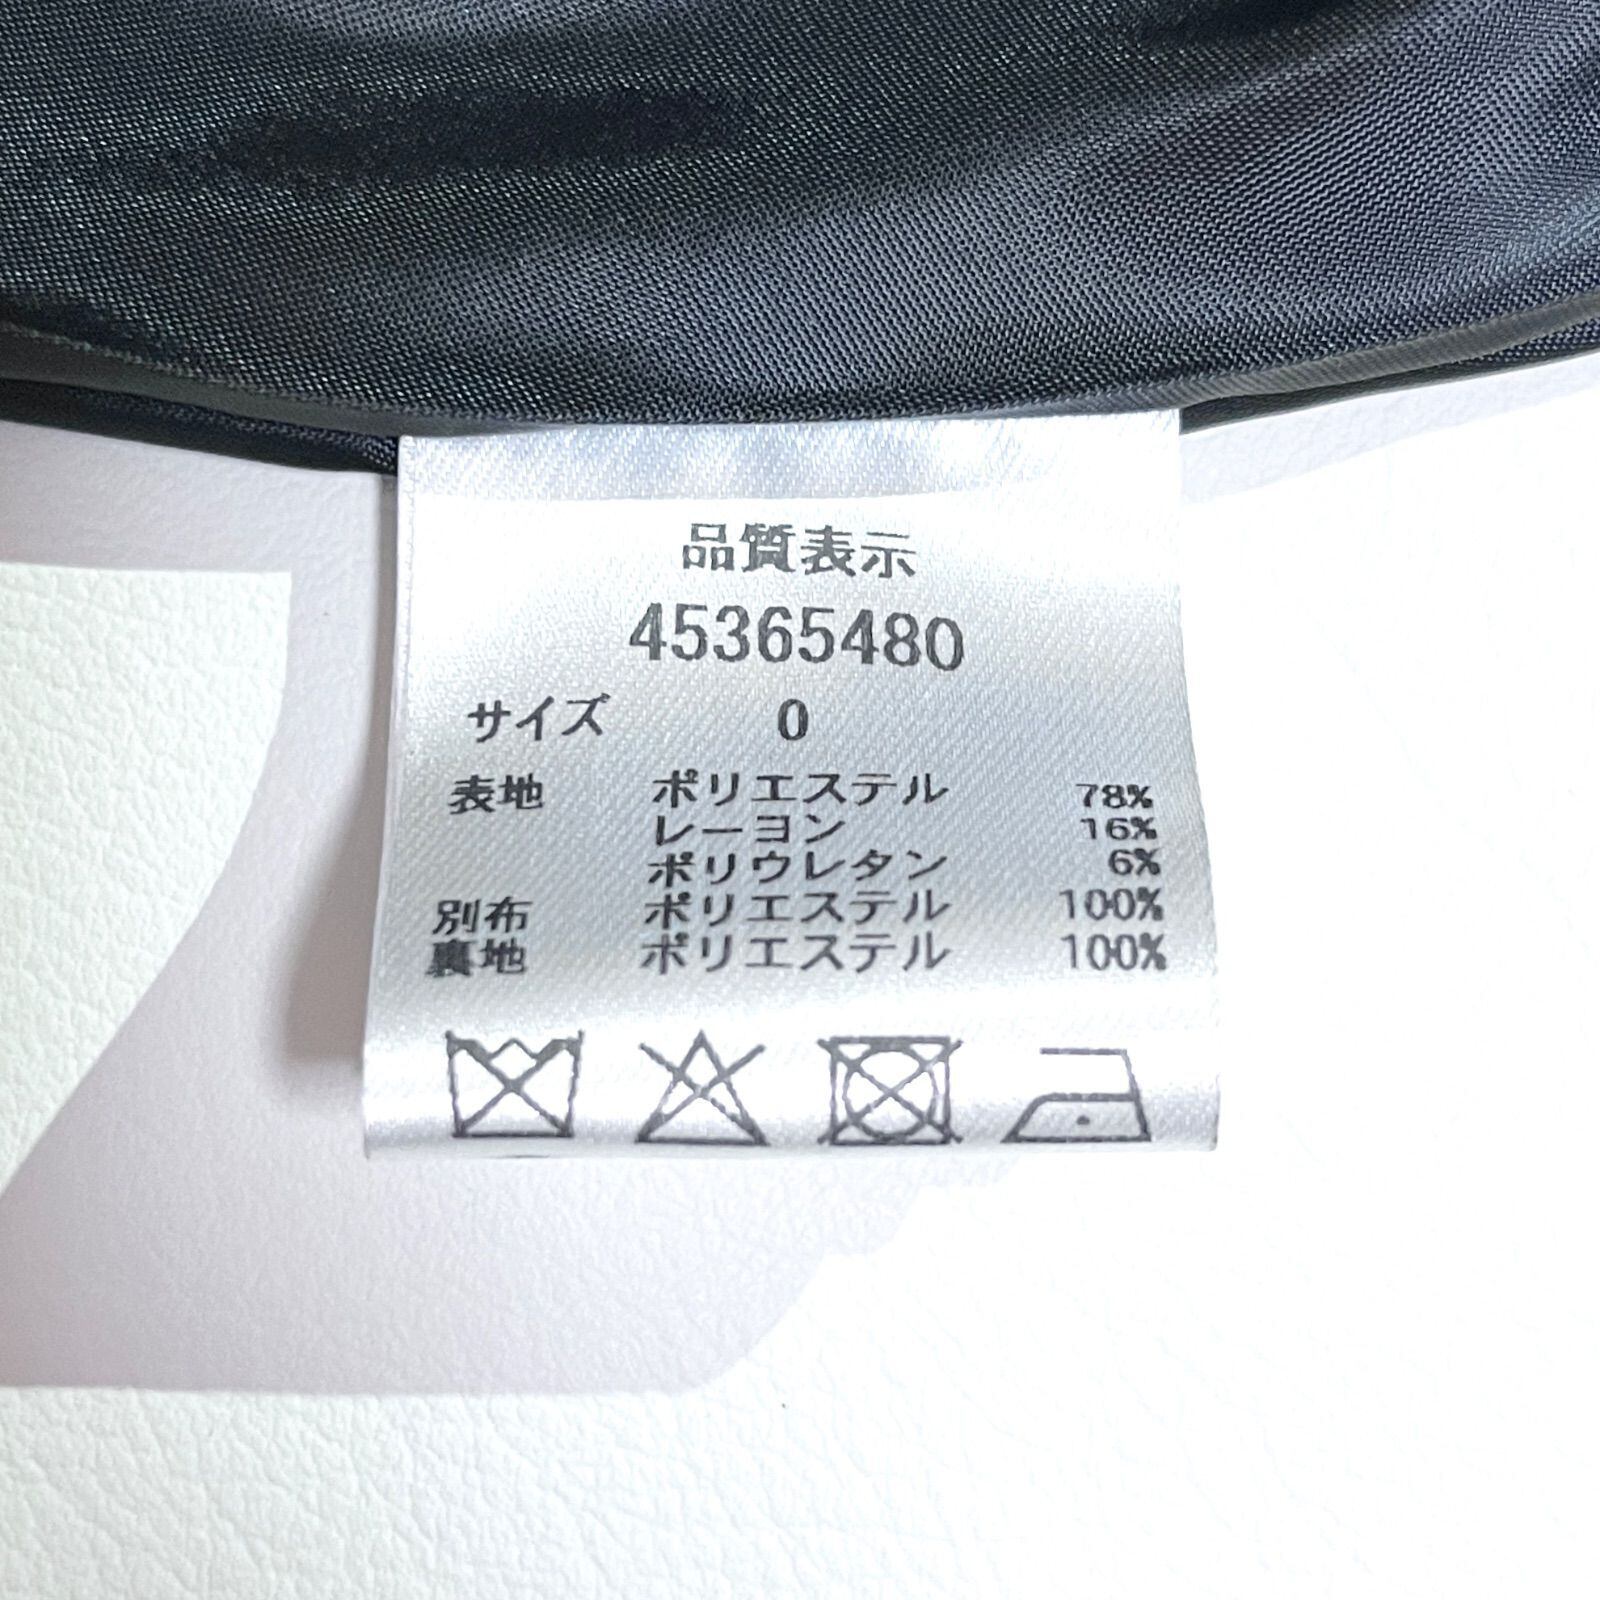 品質表示
45365480
サイズ 0
表地 ポリエステル 78%
レーヨン 16%
ポリウレタン 6%
別布 ポリエステル 100%
裏地 ポリエステル 100%